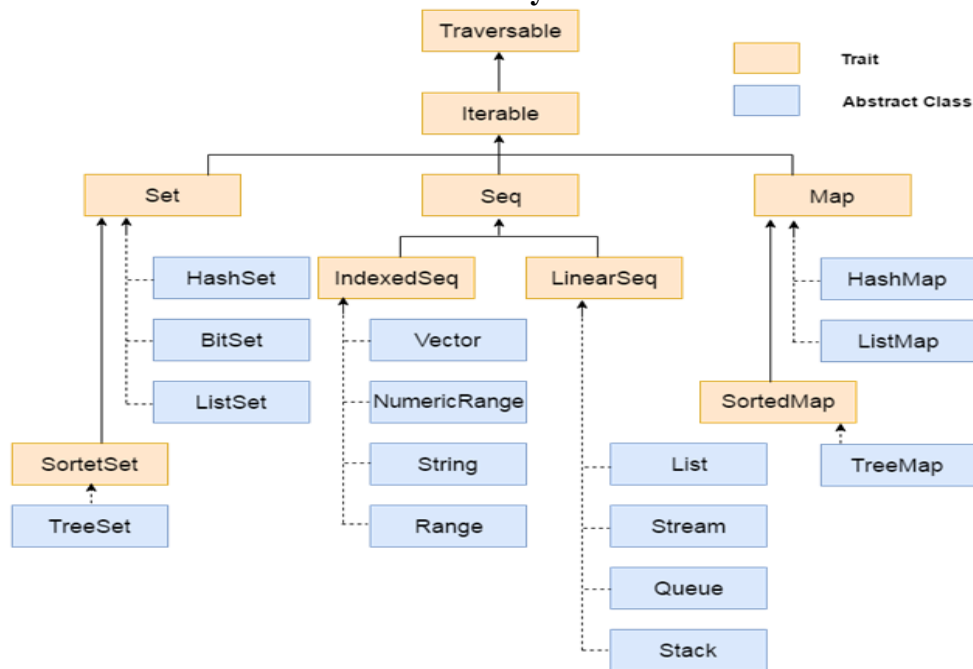 Traversable
Trait
Abstract Class
Iterable
Set
Seq
Map
HashSet
IndexedSeq
LinearSeq
HashMap
BitSet
Vector
ListMap
ListSet
NumericRange
SortedMap
SortetSet
String
List
TreeMap
TreeSet
Range
Stream
Queue
Stack